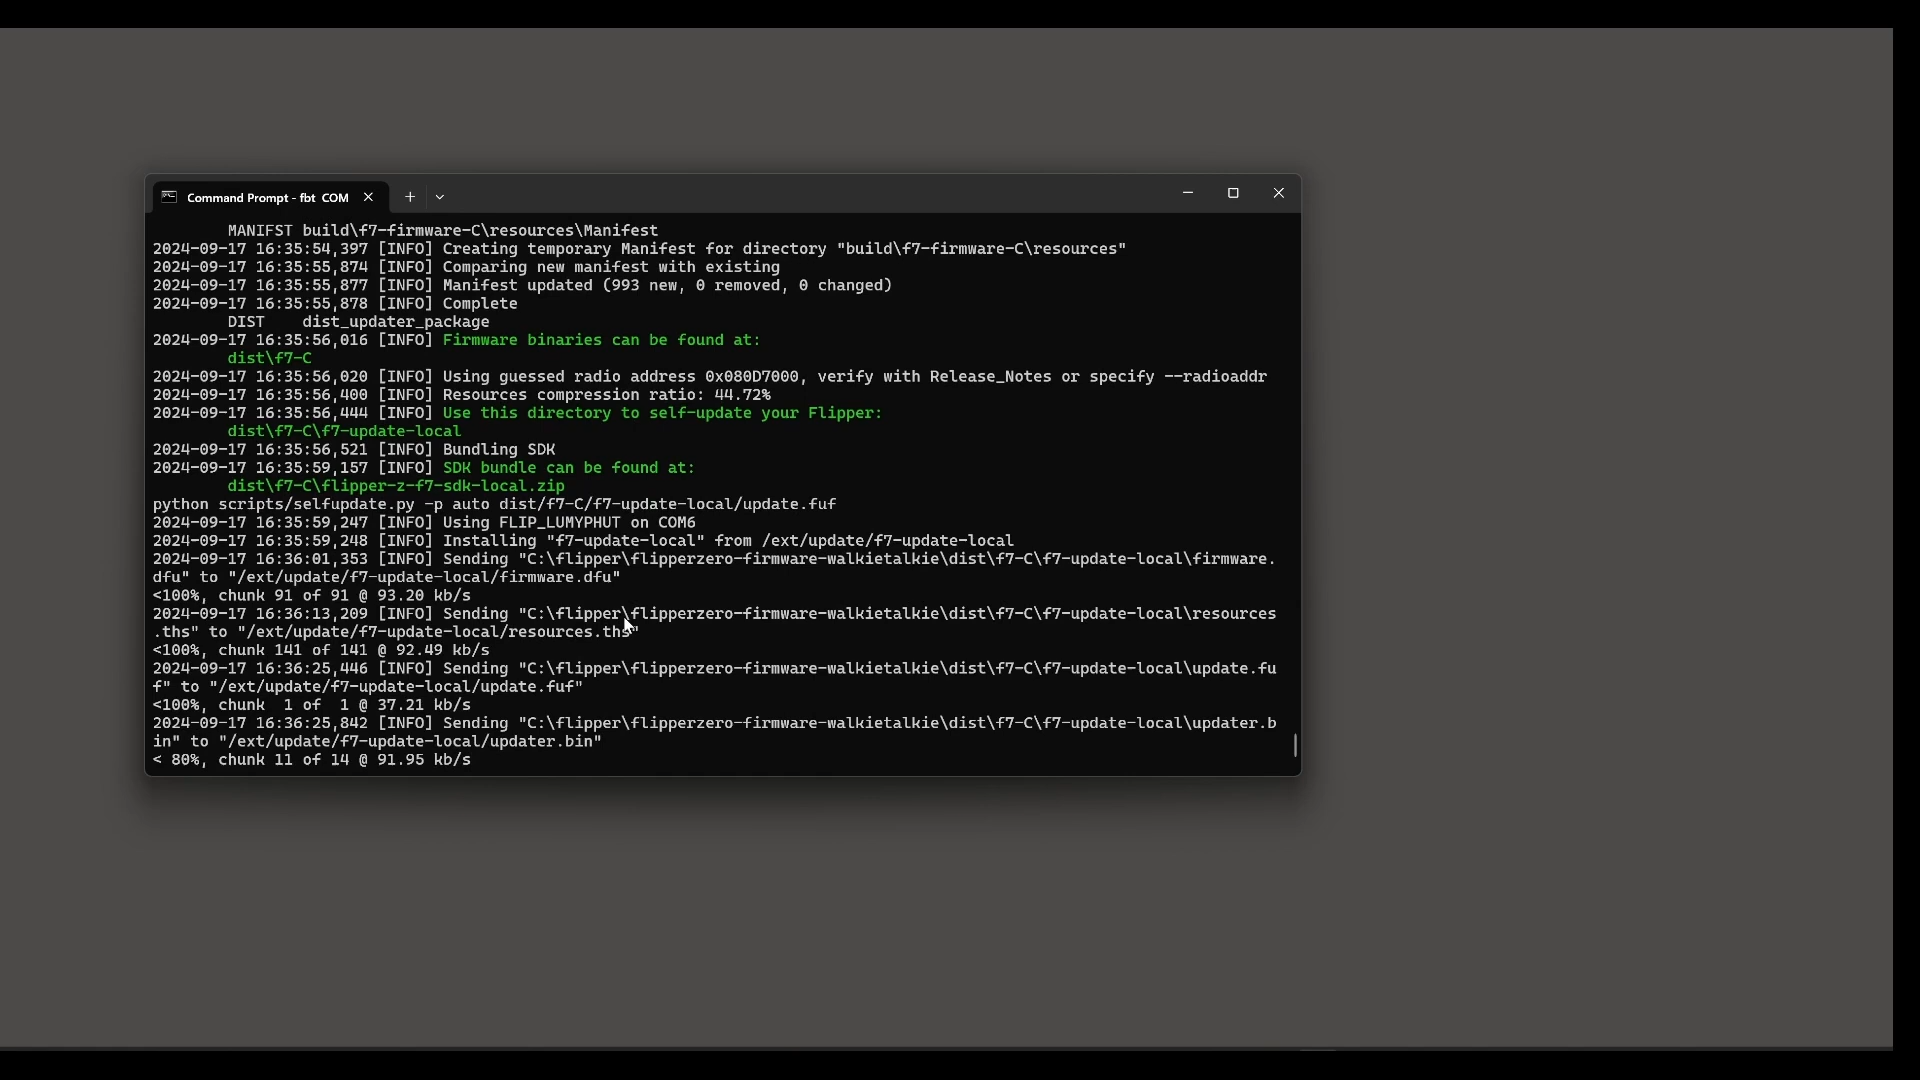 Command Prompt - fbt  COM
MANIFST build\f7-firmware-C\resources\Manifest
2024-09-17 16:35:54,397 [INFO] Creating temporary Manifest for directory "build\f7-firmware-C\resources"
2024-09-17 16:35:55,874 [INFO] Comparing new manifest with existing
2024-09-17 16:35:55,877 [INFO] Manifest updated (993 new, 0 removed, 0 changed)
2024-09-17 16:35:55,878 [INFO] Complete
DIST    dist_updater_package
2024-09-17 16:35:56,016 [INFO] Firmware binaries can be found at:
dist\f7-C
2024-09-17 16:35:56,020 [INFO] Using guessed radio address 0x080D7000, verify with Release_Notes or specify --radioaddr
2024-09-17 16:35:56,400 [INFO] Resources compression ratio: 44.72%
2024-09-17 16:35:56,444 [INFO] Use this directory to self-update your Flipper:
dist\f7-C\f7-update-local
2024-09-17 16:35:56,521 [INFO] Bundling SDK
2024-09-17 16:35:59,157 [INFO] SDK bundle can be found at:
dist\f7-C\flipper-z-f7-sdk-local.zip
python scripts/selfupdate.py -p auto dist/f7-C/f7-update-local/update.fuf
2024-09-17 16:35:59,247 [INFO] Using FLIP_LUMYPHUT on COM6
2024-09-17 16:35:59,248 [INFO] Installing "f7-update-local" from /ext/update/f7-update-local
2024-09-17 16:36:01,353 [INFO] Sending "C:\flipper\flipperzero-firmware-walkietalkie\dist\f7-C\f7-update-local\firmware.
dfu" to "/ext/update/f7-update-local/firmware.dfu"
<100%, chunk 91 of 91 @ 93.20 kb/s
2024-09-17 16:36:13,209 [INFO] Sending "C:\flipper\flipperzero-firmware-walkietalkie\dist\f7-C\f7-update-local\resources
.ths" to "/ext/update/f7-update-local/resources.ths"
<100%, chunk 141 of 141 @ 92.49 kb/s
2024-09-17 16:36:25,446 [INFO] Sending "C:\flipper\flipperzero-firmware-walkietalkie\dist\f7-C\f7-update-local\update.fu
f" to "/ext/update/f7-update-local/update.fuf"
<100%, chunk  1 of  1 @ 37.21 kb/s
2024-09-17 16:36:25,842 [INFO] Sending "C:\flipper\flipperzero-firmware-walkietalkie\dist\f7-C\f7-update-local\updater.b
in" to "/ext/update/f7-update-local/updater.bin"
< 80%, chunk 11 of 14 @ 91.95 kb/s